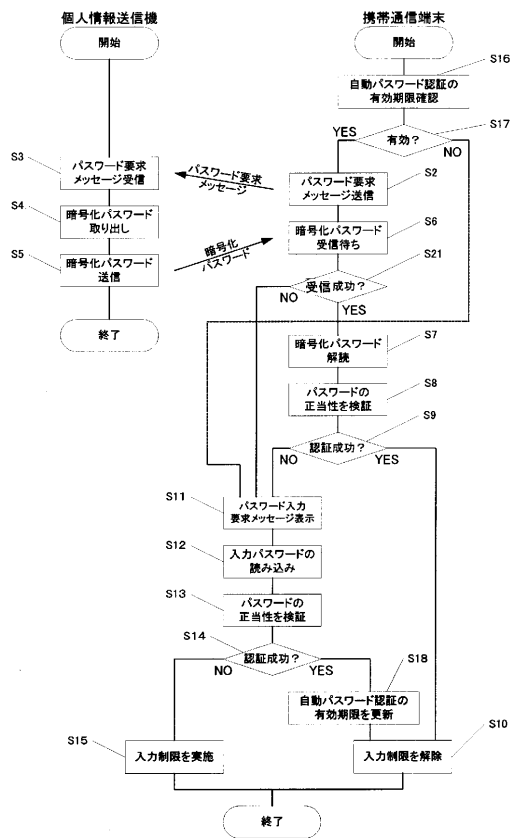 個人情報送信機
開始
S3
パスワード要求
メッセージ受信
S4
暗号化パスワード
取り出し
S5
暗号化パスワード
送信
終了
パスワード要求
メッセージ
暗号化
パスワード
携帯通信端末
開始
S16
自動パスワード認証の
有効期限確認
S17
有効?
YES
NO
S2
パスワード要求
メッセージ送信
S6
暗号化パスワード
受信待ち
S21
受信成功?
NO
YES
S7
暗号化パスワード
解読
S8
パスワードの
正当性を検証
S9
認証成功?
NO
YES
S11
パスワード入力
要求メッセージ表示
S12
入力パスワードの
読み込み
S13
パスワードの
正当性を検証
S14
認証成功?
NO
YES
S18
自動パスワード認証の
有効期限を更新
S15
入力制限を実施
S10
入力制限を解除
終了